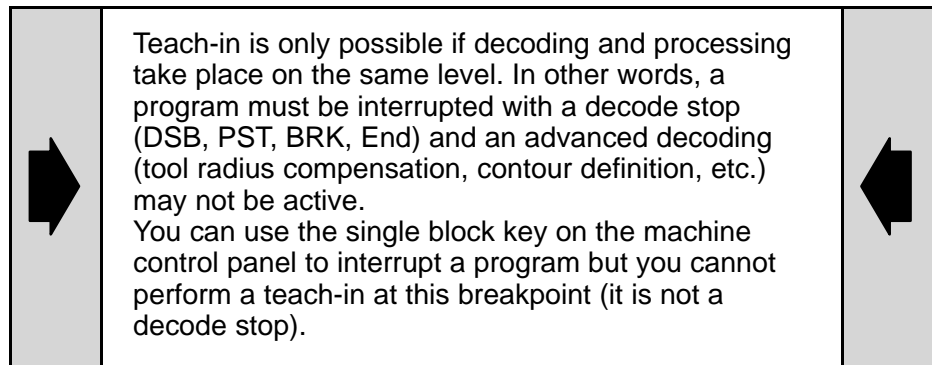 Teach-in is only possible if decoding and processing
take place on the same level. In other words, a
program must be interrupted with a decode stop
(DSB, PST, BRK, End) and an advanced decoding
(tool radius compensation, contour definition, etc.)
may not be active.
You can use the single block key on the machine
control panel to interrupt a program but you cannot
perform a teach-in at this breakpoint (it is not a
decode stop).